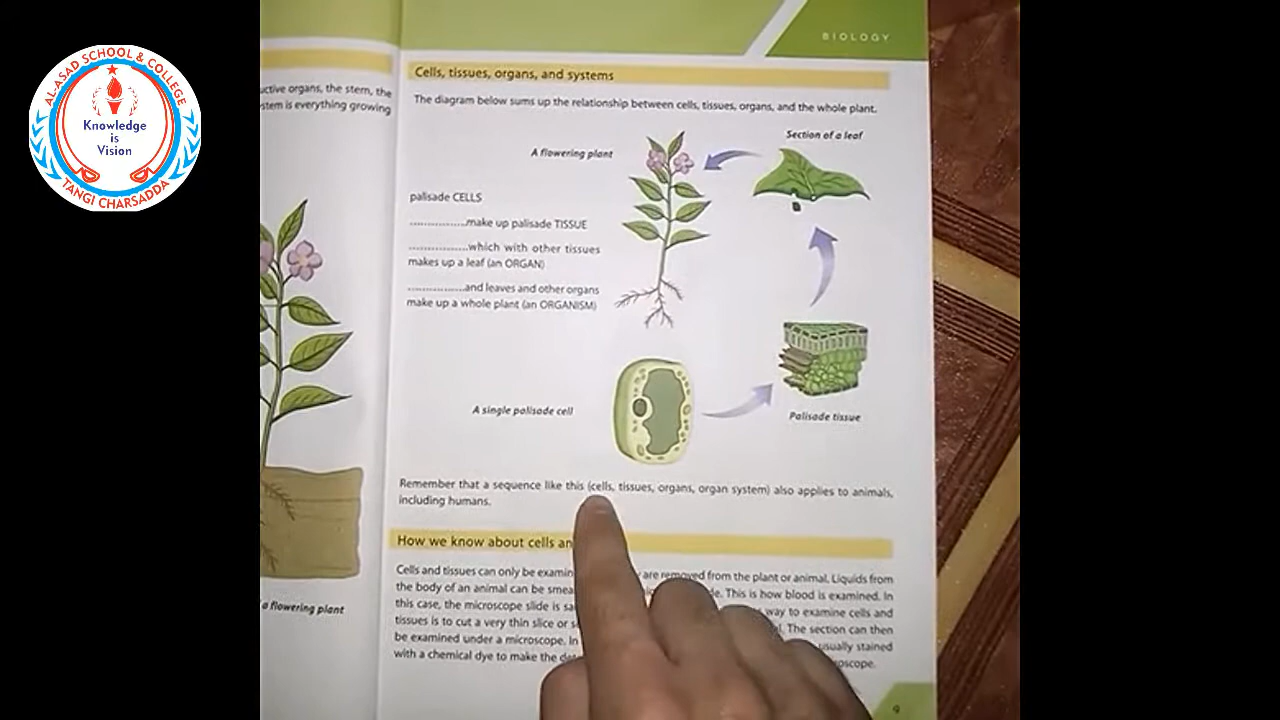 AL-ASAD SCHOOL & COLLEGE
Knowledge
is
Vision
TANGI CHARSADDA
uctive organs, the stem, the
stem is everything growing
a flowering plant
BIOLOGY
Cells, tissues, organs, and systems
The diagram below sums up the relationship between cells, tissues, organs, and the whole plant.
Section of a leaf
A flowering plant
palisade CELLS
.................make up palisade TISSUE
.................which with other tissues
makes up a leaf (an ORGAN)
.................and leaves and other organs
make up a whole plant (an ORGANISM)
A single palisade cell
Palisade tissue
Remember that a sequence like this (cells, tissues, organs, organ system) also applies to animals,
including humans.
How we know about cells an
Cells and tissues can only be examin are removed from the plant or animal. Liquids from
the body of an animal can be smea This is how blood is examined. In
this case, the microscope slide is way to examine cells and
tissues is to cut a very thin slice or The section can then
be examined under a microscope. In usually stained
with a chemical dye to make the
9